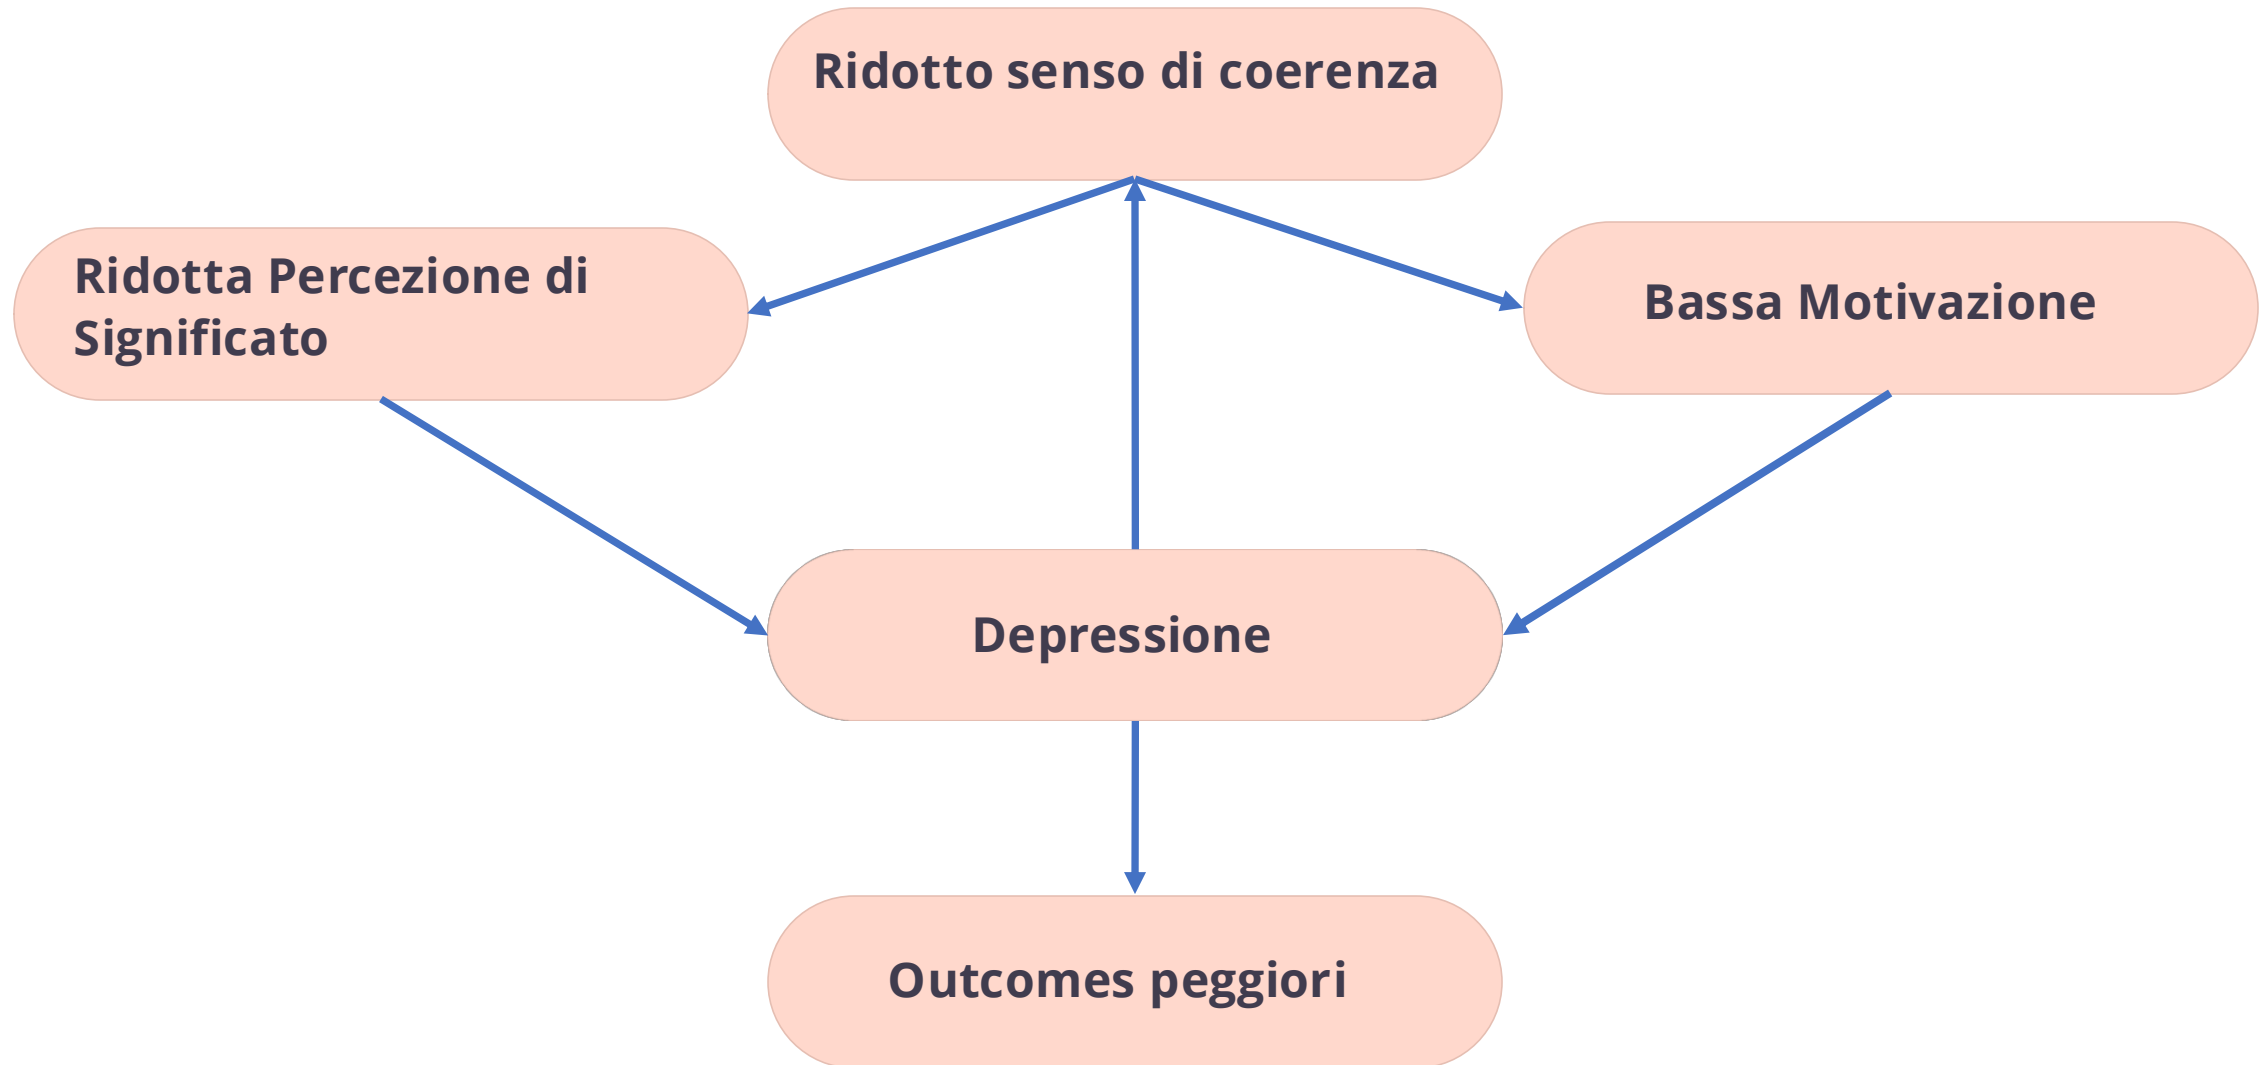 Ridotto senso di coerenza
Ridotta Percezione di
Significato
Bassa Motivazione
Depressione
Outcomes peggiori